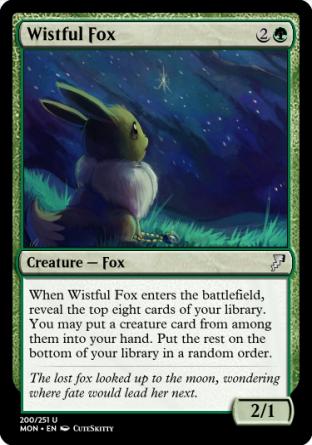 Wistful Fox 2
Creature — Fox
When Wistful Fox enters the battlefield,
reveal the top eight cards of your library.
You may put a creature card from among
them into your hand. Put the rest on the
bottom of your library in a random order.
The lost fox looked up to the moon, wondering
where fate would lead her next.
2/1
200/251 U
MON • EN CuteSkitty